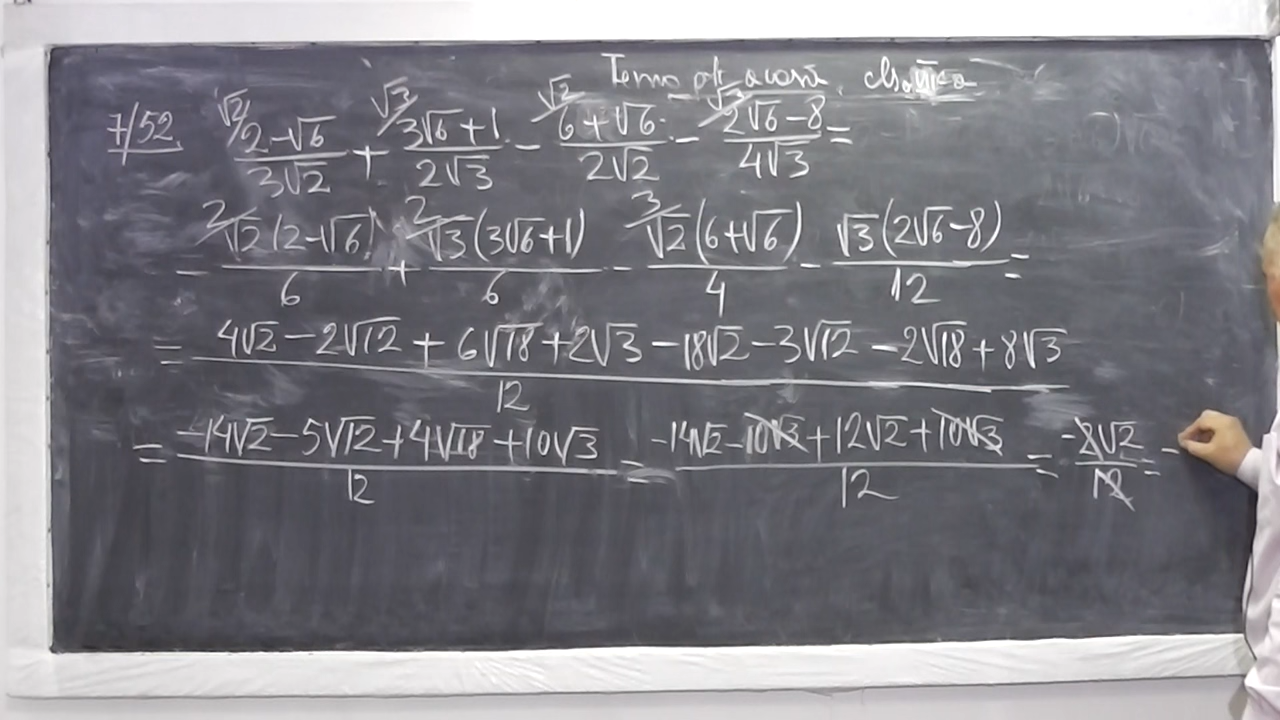 Temă pt. acasă
7/52 √2/ (2-√6)/(3√2) + √3/ (3√6+1)/(2√3) - √2/ (6+√6)/(2√2) - √3/ (2√6-8)/(4√3) =
= 2/ √2(2-√6)/6 + 2/ √3(3√6+1)/6 - 3/ √2(6+√6)/4 - √3(2√6-8)/12 =
= (4√2-2√12+6√18+2√3-18√2-3√12-2√18+8√3)/12
= (-14√2-5√12+4√18+10√3)/12 = (-14√2-10√3+12√2+10√3)/12 = -2√2/12 = -